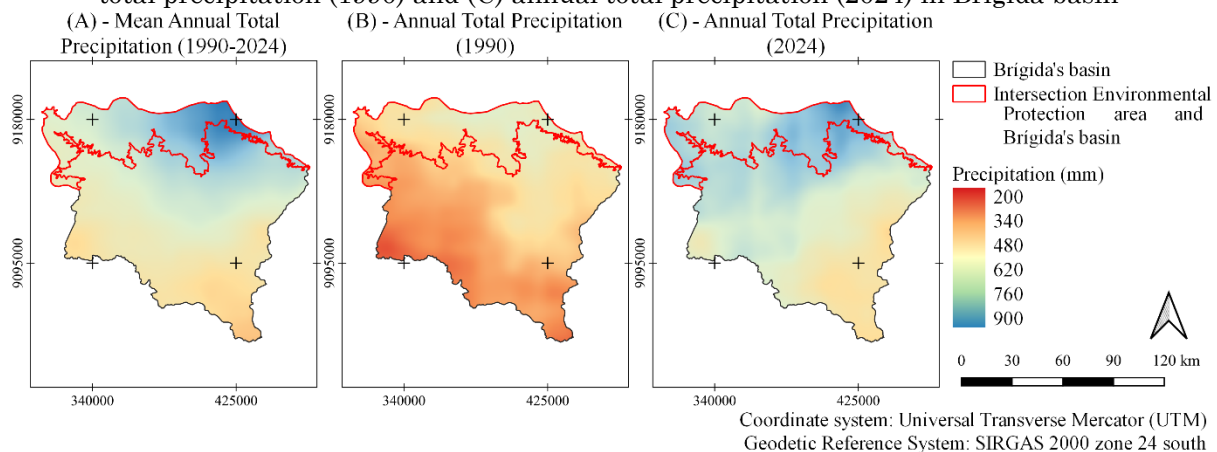 total precipitation (1990) and (C) annual total precipitation (2024) in Brígida basin
(A) - Mean Annual Total
Precipitation (1990-2024)
(B) - Annual Total Precipitation
(1990)
(C) - Annual Total Precipitation
(2024)
9180000
9095000
340000
425000
9180000
9095000
340000
425000
9180000
9095000
340000
425000
Brígida's basin
Intersection Environmental
Protection area and
Brígida's basin
Precipitation (mm)
200
340
480
620
760
900
0 30 60 90 120 km
Coordinate system: Universal Transverse Mercator (UTM)
Geodetic Reference System: SIRGAS 2000 zone 24 south